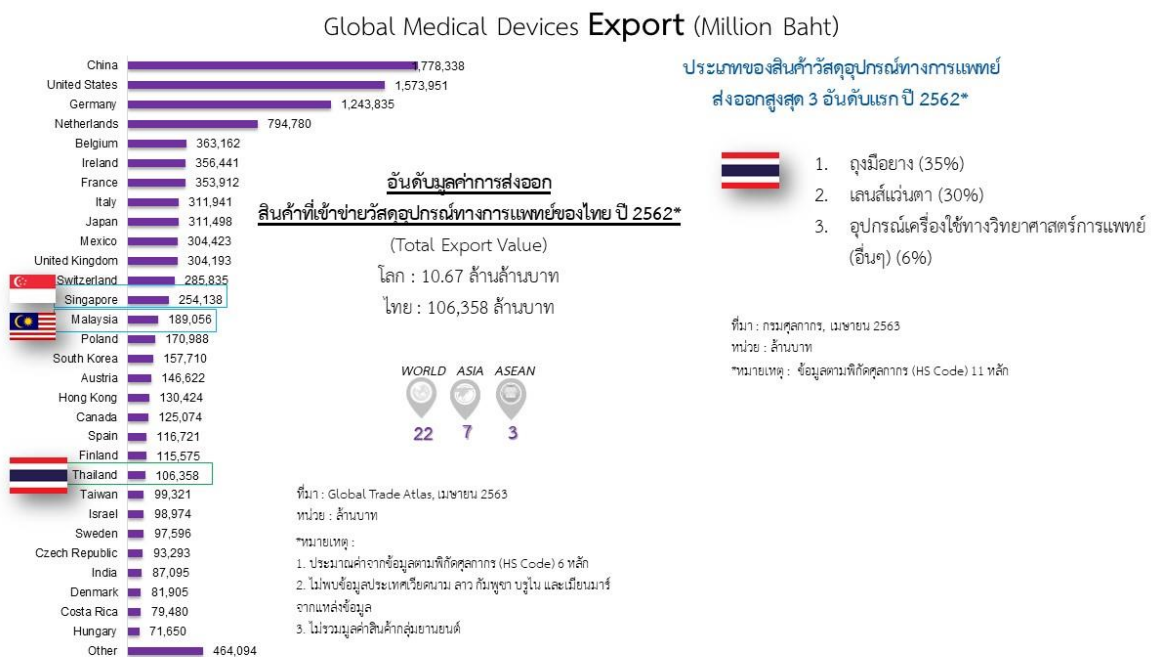 Global Medical Devices Export (Million Baht)
China 1,778,338
United States 1,573,951
Germany 1,243,835
Netherlands 794,780
Belgium 363,162
Ireland 356,441
France 353,912
Italy 311,941
Japan 311,498
Mexico 304,423
United Kingdom 304,193
Switzerland 285,835
Singapore 254,138
Malaysia 189,056
Poland 170,988
South Korea 157,710
Austria 146,622
Hong Kong 130,424
Canada 125,074
Spain 116,721
Finland 115,575
Thailand 106,358
Taiwan 99,321
Israel 98,974
Sweden 97,596
Czech Republic 93,293
India 87,095
Denmark 81,905
Costa Rica 79,480
Hungary 71,650
Other 464,094
อันดับมูลค่าการส่งออก
สินค้าที่เข้าข่ายวัสดุอุปกรณ์ทางการแพทย์ของไทย ปี 2562*
(Total Export Value)
โลก : 10.67 ล้านล้านบาท
ไทย : 106,358 ล้านบาท
WORLD ASIA ASEAN
22 7 3
ที่มา : Global Trade Atlas, เมษายน 2563
หน่วย : ล้านบาท
*หมายเหตุ :
1. ประมาณค่าจากข้อมูลตามพิกัดศุลกากร (HS Code) 6 หลัก
2. ไม่พบข้อมูลประเทศเวียดนาม ลาว กัมพูชา บรูไน และเมียนมาร์
จากแหล่งข้อมูล
3. ไม่รวมมูลค่าสินค้ากลุ่มยานยนต์
ประเภทของสินค้าวัสดุอุปกรณ์ทางการแพทย์
ส่งออกสูงสุด 3 อันดับแรก ปี 2562*
1. ถุงมือยาง (35%)
2. เลนส์แว่นตา (30%)
3. อุปกรณ์เครื่องใช้ทางวิทยาศาสตร์การแพทย์
(อื่นๆ) (6%)
ที่มา : กรมศุลกากร, เมษายน 2563
หน่วย : ล้านบาท
*หมายเหตุ : ข้อมูลตามพิกัดศุลกากร (HS Code) 11 หลัก